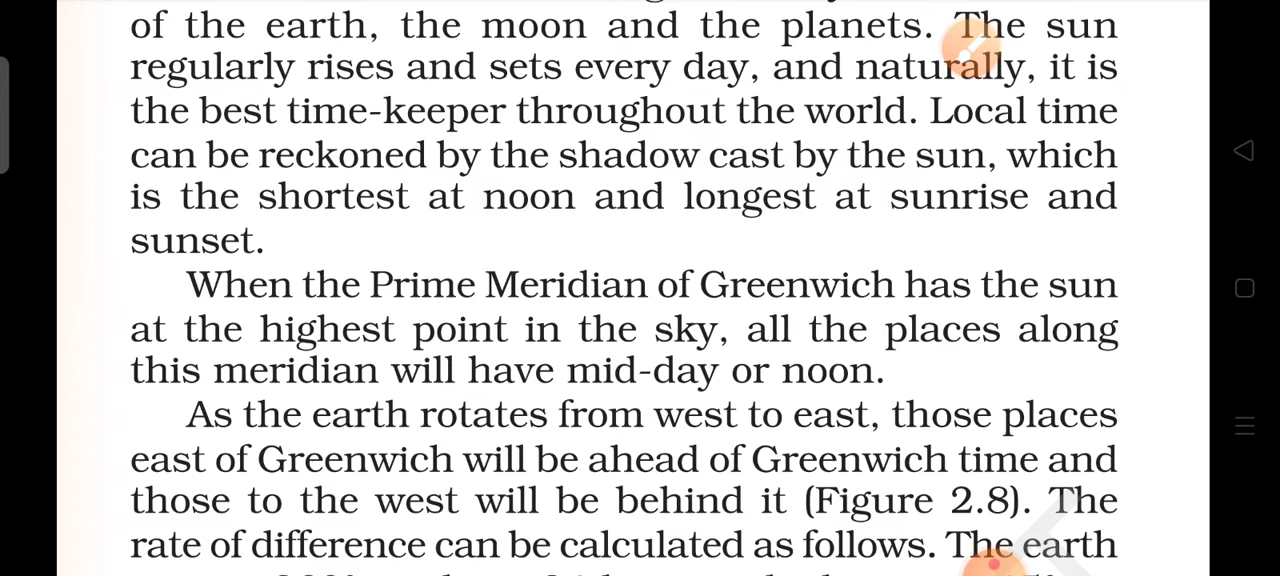 of the earth, the moon and the planets. The sun
regularly rises and sets every day, and naturally, it is
the best time-keeper throughout the world. Local time
can be reckoned by the shadow cast by the sun, which
is the shortest at noon and longest at sunrise and
sunset.
When the Prime Meridian of Greenwich has the sun
at the highest point in the sky, all the places along
this meridian will have mid-day or noon.
As the earth rotates from west to east, those places
east of Greenwich will be ahead of Greenwich time and
those to the west will be behind it (Figure 2.8). The
rate of difference can be calculated as follows. The earth